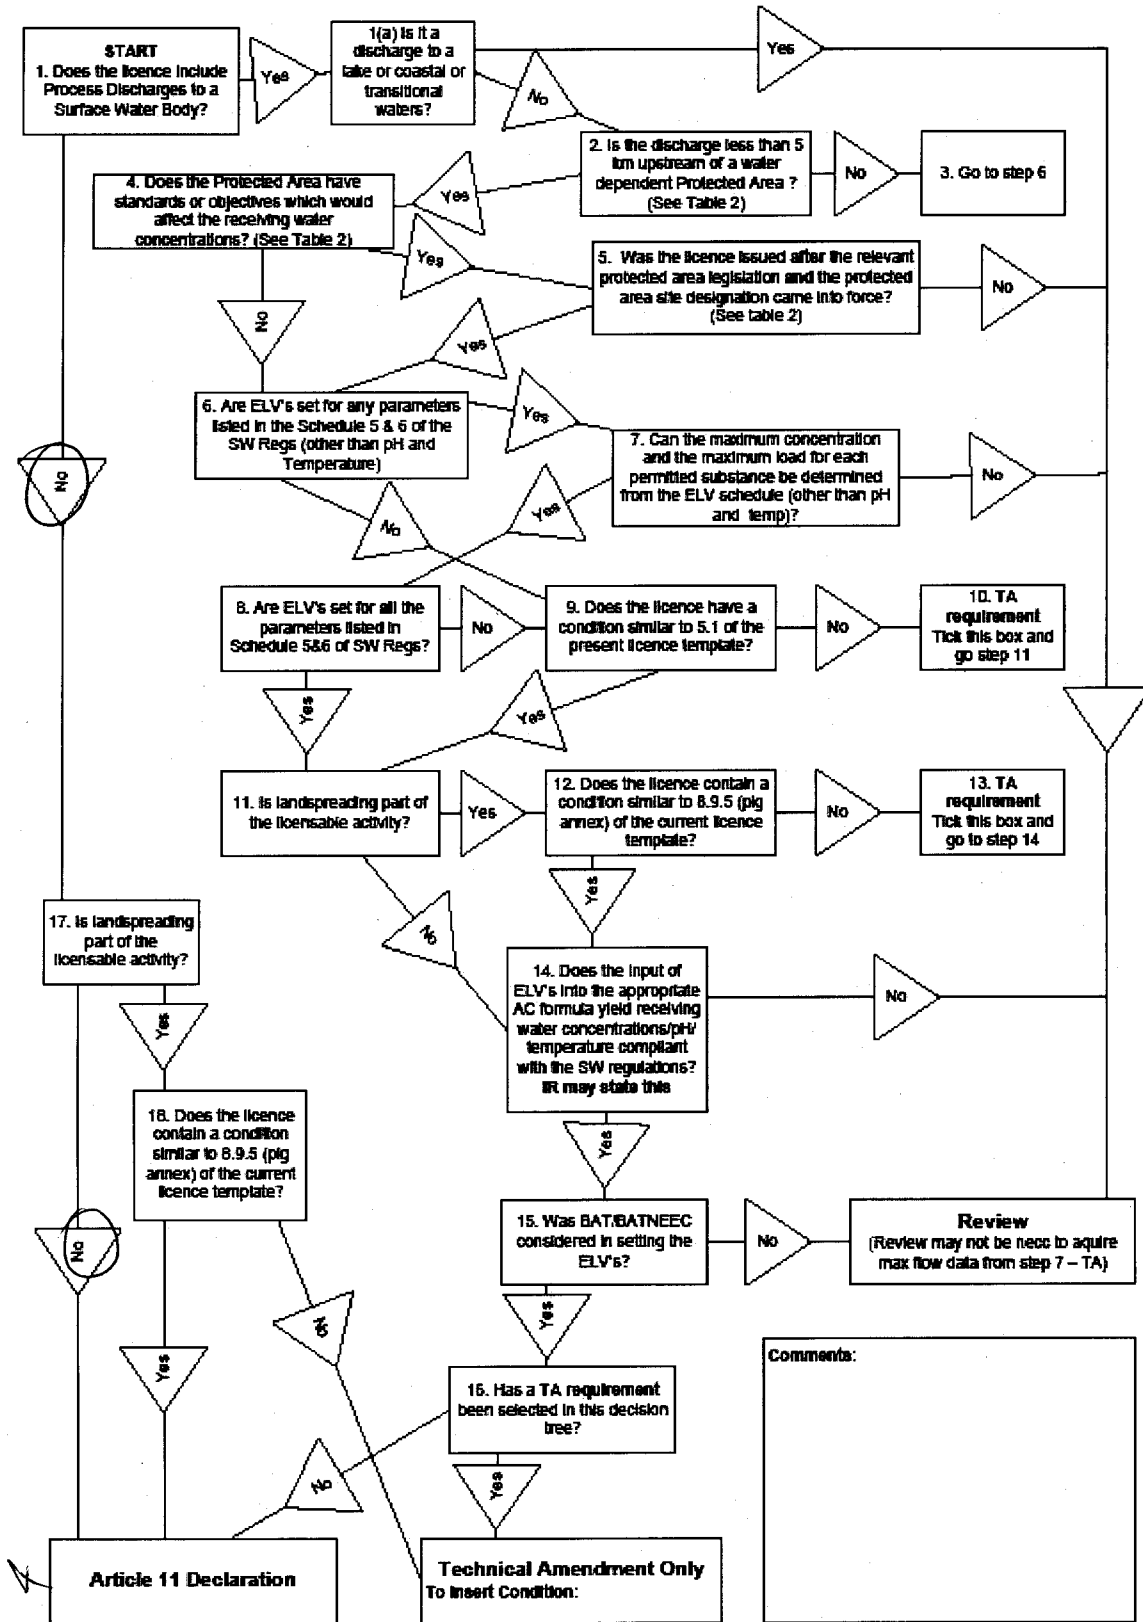 START
1. Does the licence include
Process Discharges to a
Surface Water Body?
Yes
1(a) Is it a
discharge to a
lake or coastal or
transitional
waters?
Yes
No
2. Is the discharge less than 5
km upstream of a water
dependent Protected Area ?
(See Table 2)
No
3. Go to step 6
Yes
4. Does the Protected Area have
standards or objectives which would
affect the receiving water
concentrations? (See Table 2)
Yes
5. Was the licence issued after the relevant
protected area legislation and the protected
area site designation came into force?
(See table 2)
No
No
Yes
6. Are ELV's set for any parameters
listed in the Schedule 5 & 6 of the
SW Regs (other than pH and
Temperature)
Yes
7. Can the maximum concentration
and the maximum load for each
permitted substance be determined
from the ELV schedule (other than pH
and temp)?
No
No
No
Yes
8. Are ELV's set for all the
parameters listed in
Schedule 5&6 of SW Regs?
No
9. Does the licence have a
condition similar to 5.1 of the
present licence template?
No
10. TA
requirement
Tick this box and
go step 11
Yes
Yes
11. Is landspreading part of
the licensable activity?
Yes
12. Does the licence contain a
condition similar to 8.9.5 (pig
annex) of the current licence
template?
No
13. TA
requirement
Tick this box and
go to step 14
No
Yes
17. Is landspreading
part of the
licensable activity?
14. Does the input of
ELV's into the appropriate
AC formula yield receiving
water concentrations/pH/
temperature compliant
with the SW regulations?
IR may state this
No
Yes
18. Does the licence
contain a condition
similar to 8.9.5 (pig
annex) of the current
licence template?
Yes
No
15. Was BAT/BATNEEC
considered in setting the
ELV's?
No
Review
(Review may not be necc to aquire
max flow data from step 7 – TA)
No
Yes
Yes
16. Has a TA requirement
been selected in this decision
tree?
Comments:
No
Yes
Article 11 Declaration
Technical Amendment Only
To Insert Condition: